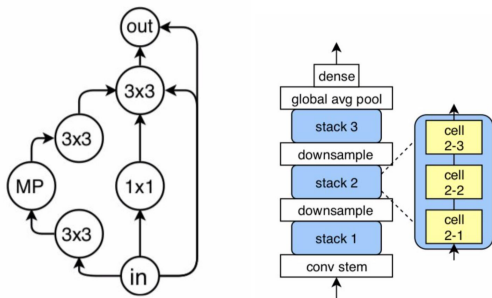 out
3x3
3x3
MP
1x1
3x3
in
dense
global avg pool
stack 3
downsample
stack 2
downsample
stack 1
conv stem
cell
2-3
cell
2-2
cell
2-1